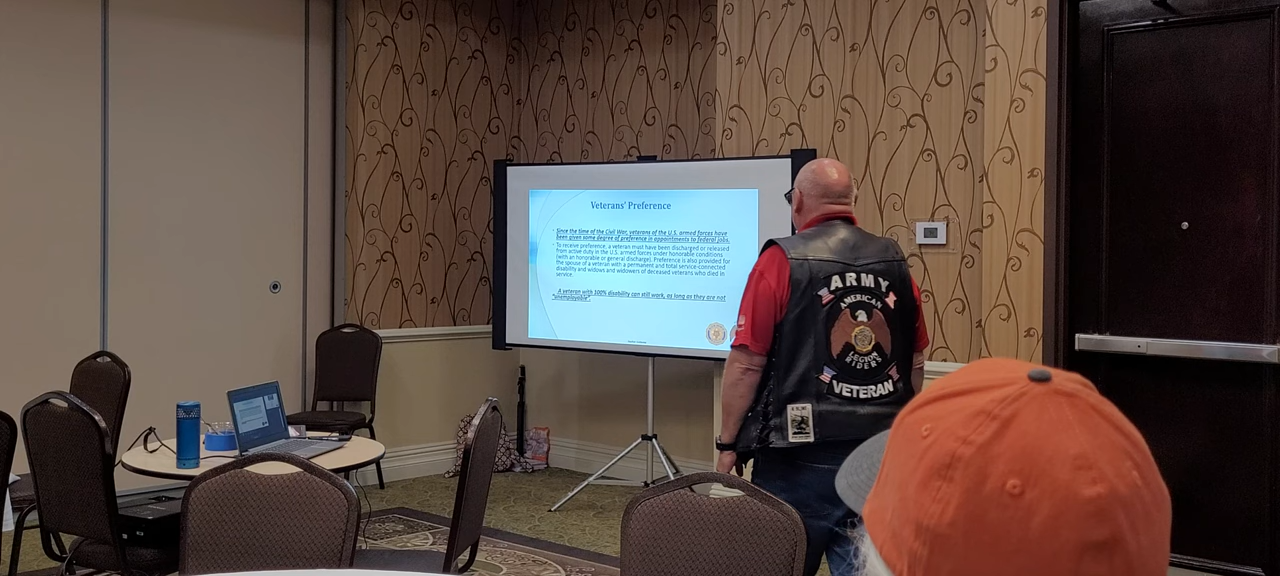 Veterans' Preference
Since the time of the Civil War, veterans of the U.S. armed forces have
been given some degree of preference in appointments to federal jobs.
To receive preference, a veteran must have been discharged or released
from active duty in the U.S. armed forces under honorable conditions
(with an honorable or general discharge). Preference is also provided for
the spouse of a veteran with a permanent and total service-connected
disability and widows and widowers of deceased veterans who died in
service.
A veteran with 100% disability can still work, as long as they are not
"unemployable".
ARMY
AMERICAN
LEGION
RIDERS
VETERAN